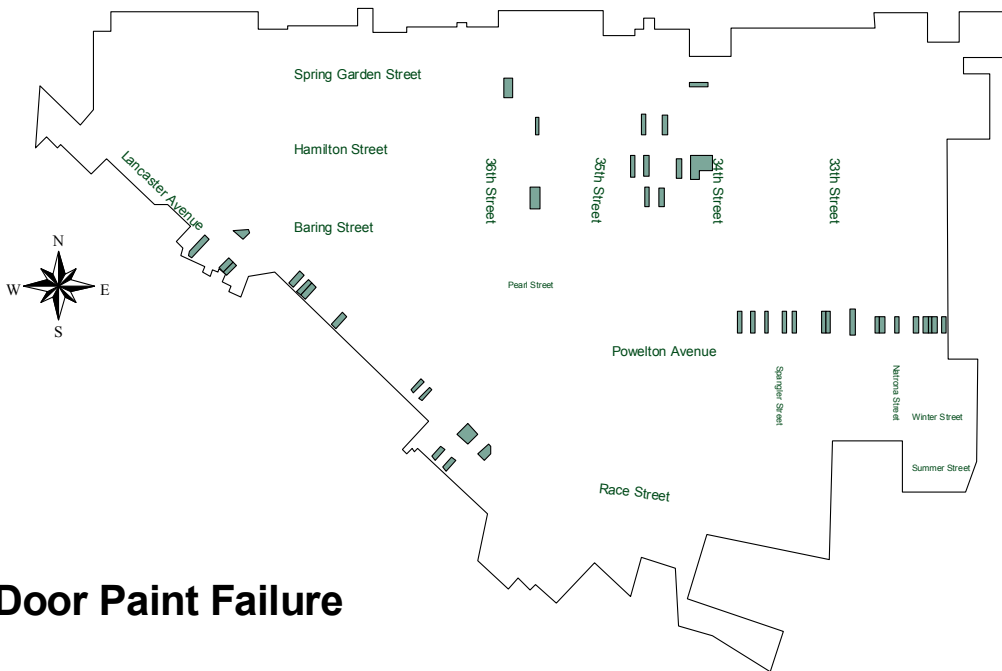 Spring Garden Street
Hamilton Street
Lancaster Avenue
36th Street
35th Street
34th Street
33th Street
Baring Street
N
W E
S
Pearl Street
Powelton Avenue
Spangler Street
Natrona Street
Winter Street
Summer Street
Race Street
Door Paint Failure